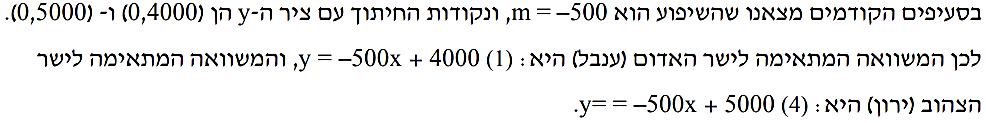 בסעיפים הקודמים מצאנו שהשיפוע הוא m = –500, ונקודות החיתוך עם ציר ה-y הן (0,4000) ו- (0,5000).
לכן המשוואה המתאימה לישר האדום (ענבל) היא: (1) y = –500x + 4000, והמשוואה המתאימה לישר
הצהוב (ירון) היא: (4) y= = –500x + 5000.